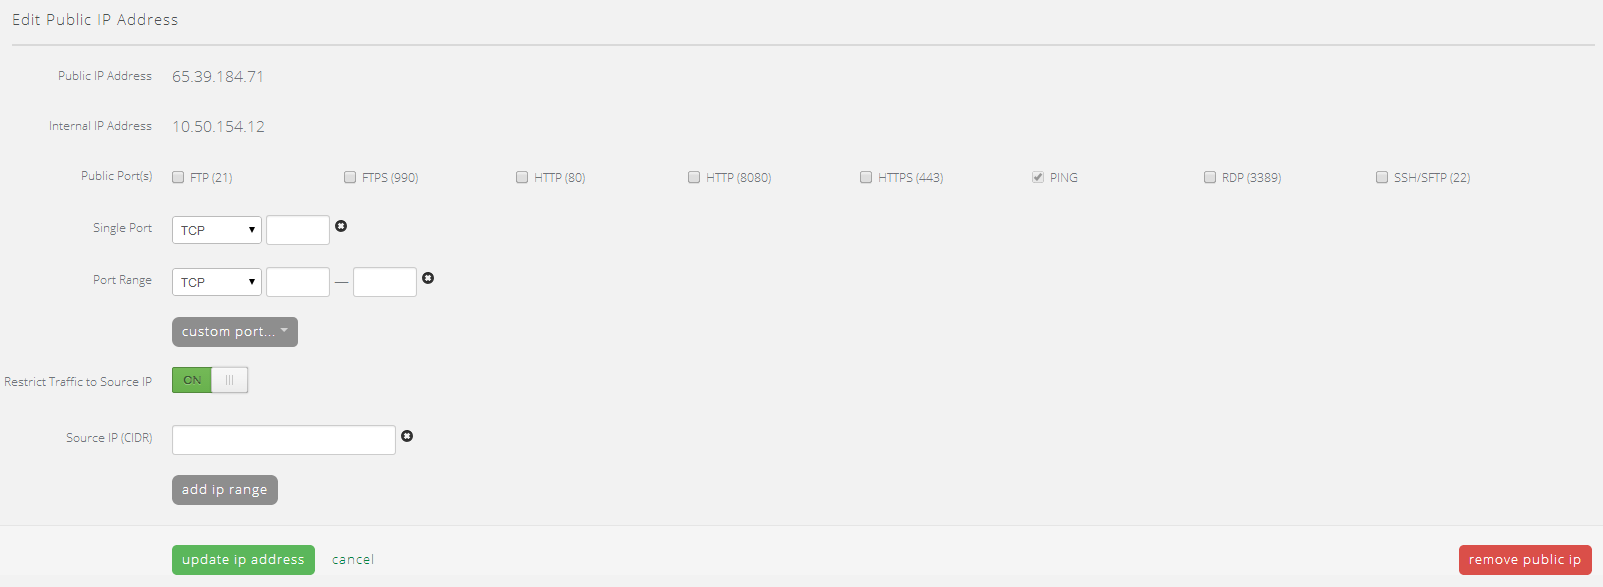 Edit Public IP Address
Public IP Address 65.39.184.71
Internal IP Address 10.50.154.12
Public Port(s) FTP (21) FTPS (990) HTTP (80) HTTP (8080) HTTPS (443) PING RDP (3389) SSH/SFTP (22)
Single Port TCP
Port Range TCP —
custom port...
Restrict Traffic to Source IP ON
Source IP (CIDR)
add ip range
update ip address cancel remove public ip